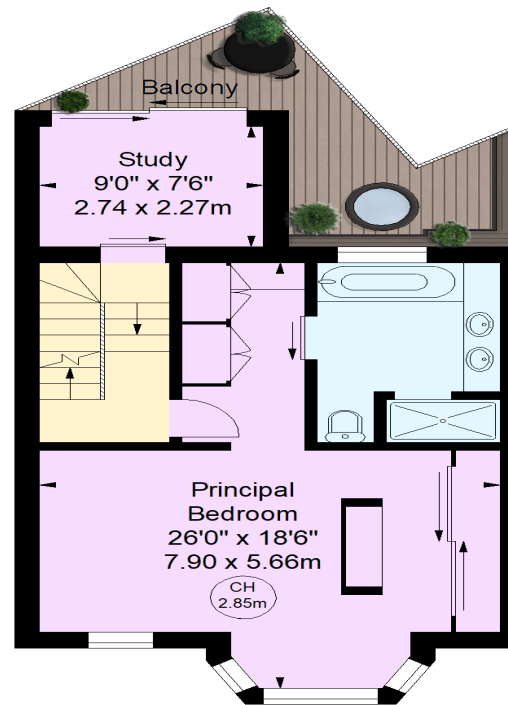 Balcony
Study
9'0" x 7'6"
2.74 x 2.27m
Principal
Bedroom
26'0" x 18'6"
7.90 x 5.66m
CH
2.85m